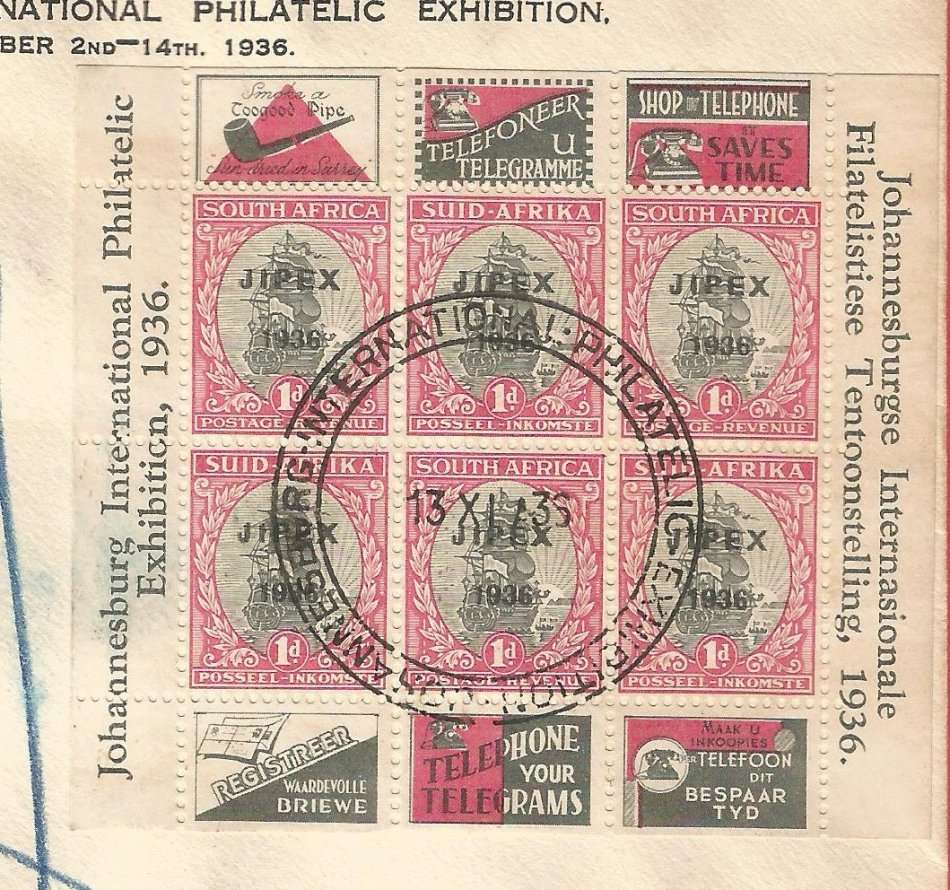 NATIONAL PHILATELIC EXHIBITION.
BER 2ND—14TH. 1936.
Johannesburg International Philatelic
Exhibition, 1936.
Smoke a
Toogood Pipe
Sun-dried in Surrey
TELEFONEER
U
TELEGRAMME
SHOP BY TELEPHONE
IT
SAVES
TIME
SOUTH AFRICA
JIPEX
1936
1d
POSTAGE-REVENUE
SUID-AFRIKA
JIPEX
1936
1d
POSSEEL-INKOMSTE
SOUTH AFRICA
JIPEX
1936
1d
POSTAGE-REVENUE
SUID-AFRIKA
JIPEX
1936
1d
POSSEEL-INKOMSTE
SOUTH AFRICA
JIPEX
1936
1d
POSTAGE-REVENUE
SUID-AFRIKA
JIPEX
1936
1d
POSSEEL-INKOMSTE
INTERNATIONAL PHILATELIC EXHIBITION
13 XI 36
REGISTREER
WAARDEVOLLE
BRIEWE
TELEPHONE
YOUR
TELEGRAMS
MAAK U
INKOOPIES
PER TELEFOON
DIT
BESPAAR
TYD
Johannesburgse Internasionale
Filatelistiese Tentoonstelling, 1936.